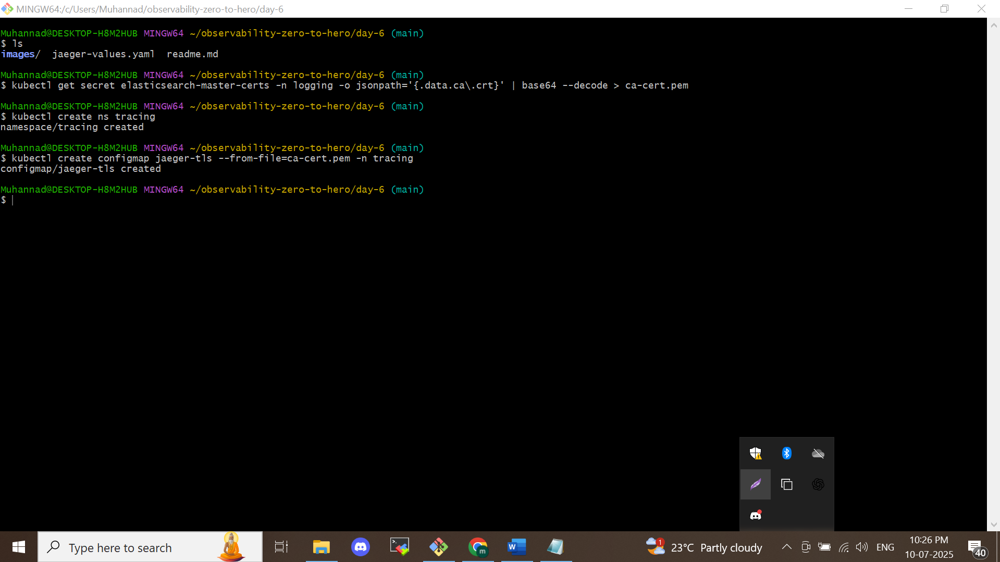 MINGW64:/c/Users/Muhannad/observability-zero-to-hero/day-6
Muhannad@DESKTOP-H8M2HUB MINGW64 ~/observability-zero-to-hero/day-6 (main)
$ ls
images/  jaeger-values.yaml  readme.md
Muhannad@DESKTOP-H8M2HUB MINGW64 ~/observability-zero-to-hero/day-6 (main)
$ kubectl get secret elasticsearch-master-certs -n logging -o jsonpath='{.data.ca\.crt}' | base64 --decode > ca-cert.pem
Muhannad@DESKTOP-H8M2HUB MINGW64 ~/observability-zero-to-hero/day-6 (main)
$ kubectl create ns tracing
namespace/tracing created
Muhannad@DESKTOP-H8M2HUB MINGW64 ~/observability-zero-to-hero/day-6 (main)
$ kubectl create configmap jaeger-tls --from-file=ca-cert.pem -n tracing
configmap/jaeger-tls created
Muhannad@DESKTOP-H8M2HUB MINGW64 ~/observability-zero-to-hero/day-6 (main)
$
Type here to search
m
W
1
23°C Partly cloudy
ENG
10:26 PM
10-07-2025
40